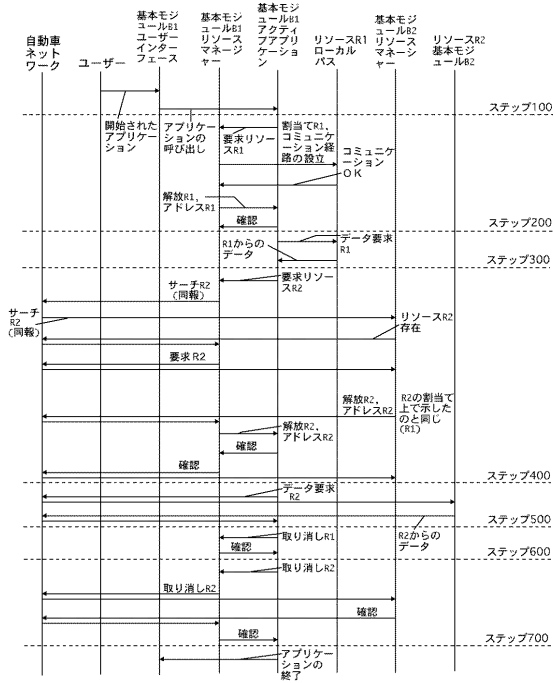 自動車
ネット
ワーク
ユーザー
基本モジ
ュールB1
ユーザー
インター
フェース
基本モジ
ュールB1
リソース
マネージ
ャー
基本モジ
ュールB1
アクティ
ブアプリ
ケーショ
ン
リソースR1
ローカル
バス
基本モジ
ュールB2
リソース
マネーシ
ャー
リソースR2
基本モ
ジュールB2
ステップ100
開始された
アプリケー
ション
アプリケー
ションの
呼び出し
要求リソー
スR1
割当てR1,
コミュニケ
ーション経
路の設立
コミュニ
ケーション
OK
解放R1,
アドレスR1
確認
ステップ200
R1からの
データ
データ要求
R1
ステップ300
サーチR2
(同報)
要求リソー
スR2
サーチ
R2
(同報)
リソースR2
存在
要求R2
解放R2,
アドレスR2
R2の割当て
上で示した
のと同じ
(R1)
解放R2,
アドレスR2
確認
確認
ステップ400
データ要求
R2
ステップ500
取り消しR1
R2からの
データ
確認
ステップ600
取り消しR2
取り消しR2
確認
確認
ステップ700
アプリケー
ションの
終了